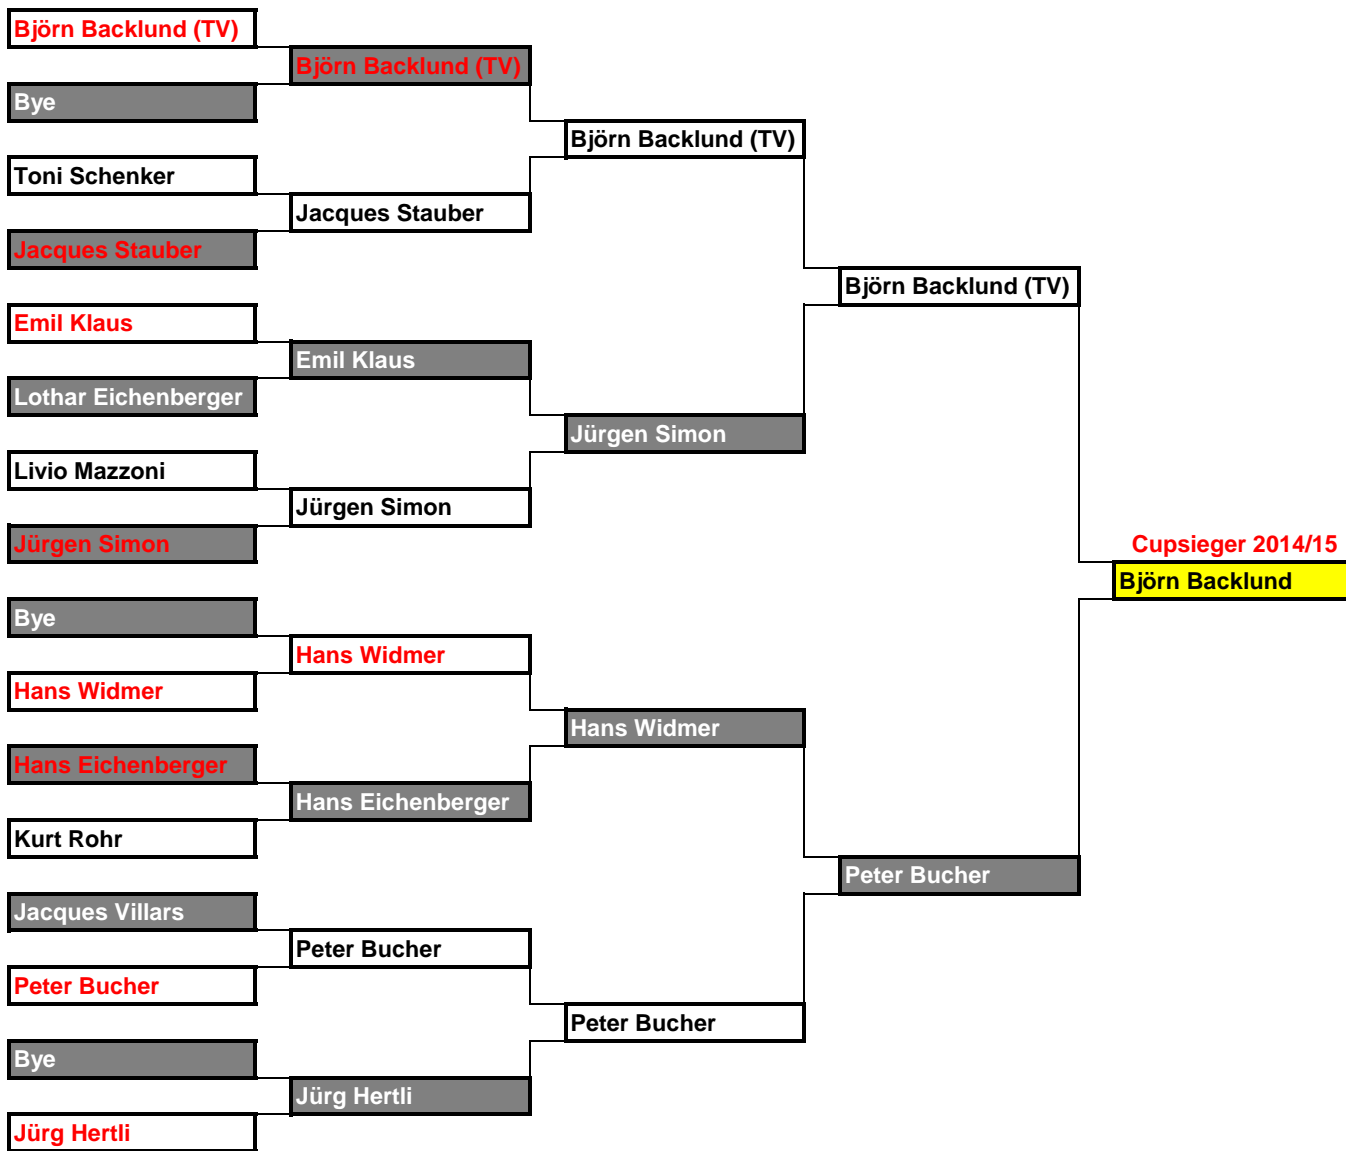 Björn Backlund (TV)
Björn Backlund (TV)
Bye
Björn Backlund (TV)
Toni Schenker
Jacques Stauber
Jacques Stauber
Björn Backlund (TV)
Emil Klaus
Emil Klaus
Lothar Eichenberger
Jürgen Simon
Livio Mazzoni
Jürgen Simon
Jürgen Simon
Cupsieger 2014/15
Björn Backlund
Bye
Hans Widmer
Hans Widmer
Hans Widmer
Hans Eichenberger
Hans Eichenberger
Kurt Rohr
Peter Bucher
Jacques Villars
Peter Bucher
Peter Bucher
Peter Bucher
Bye
Jürg Hertli
Jürg Hertli